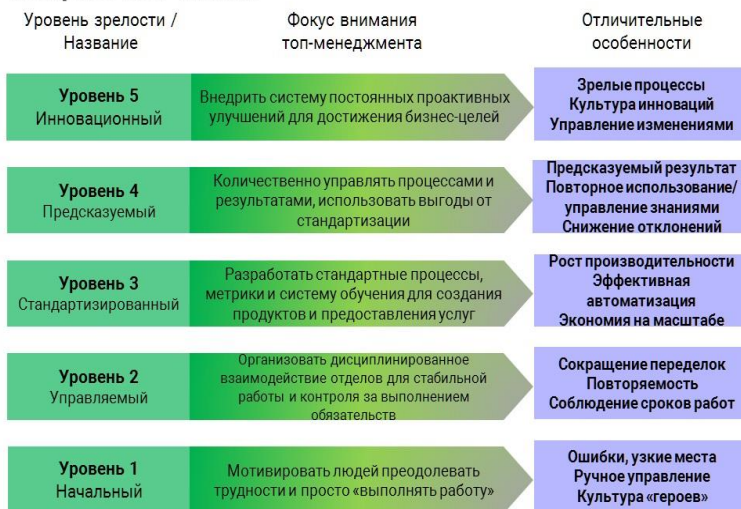 Уровень зрелости /
Название
Фокус внимания
топ-менеджмента
Отличительные
особенности
Уровень 5
Инновационный
Внедрить систему постоянных проактивных
улучшений для достижения бизнес-целей
Зрелые процессы
Культура инноваций
Управление изменениями
Уровень 4
Предсказуемый
Количественно управлять процессами и
результатами, использовать выгоды от
стандартизации
Предсказуемый результат
Повторное использование/
управление знаниями
Снижение отклонений
Уровень 3
Стандартизированный
Разработать стандартные процессы,
метрики и систему обучения для создания
продуктов и предоставления услуг
Рост производительности
Эффективная
автоматизация
Экономия на масштабе
Уровень 2
Управляемый
Организовать дисциплинированное
взаимодействие отделов для стабильной
работы и контроля за выполнением
обязательств
Сокращение переделок
Повторяемость
Соблюдение сроков работ
Уровень 1
Начальный
Мотивировать людей преодолевать
трудности и просто «выполнять работу»
Ошибки, узкие места
Ручное управление
Культура «героев»